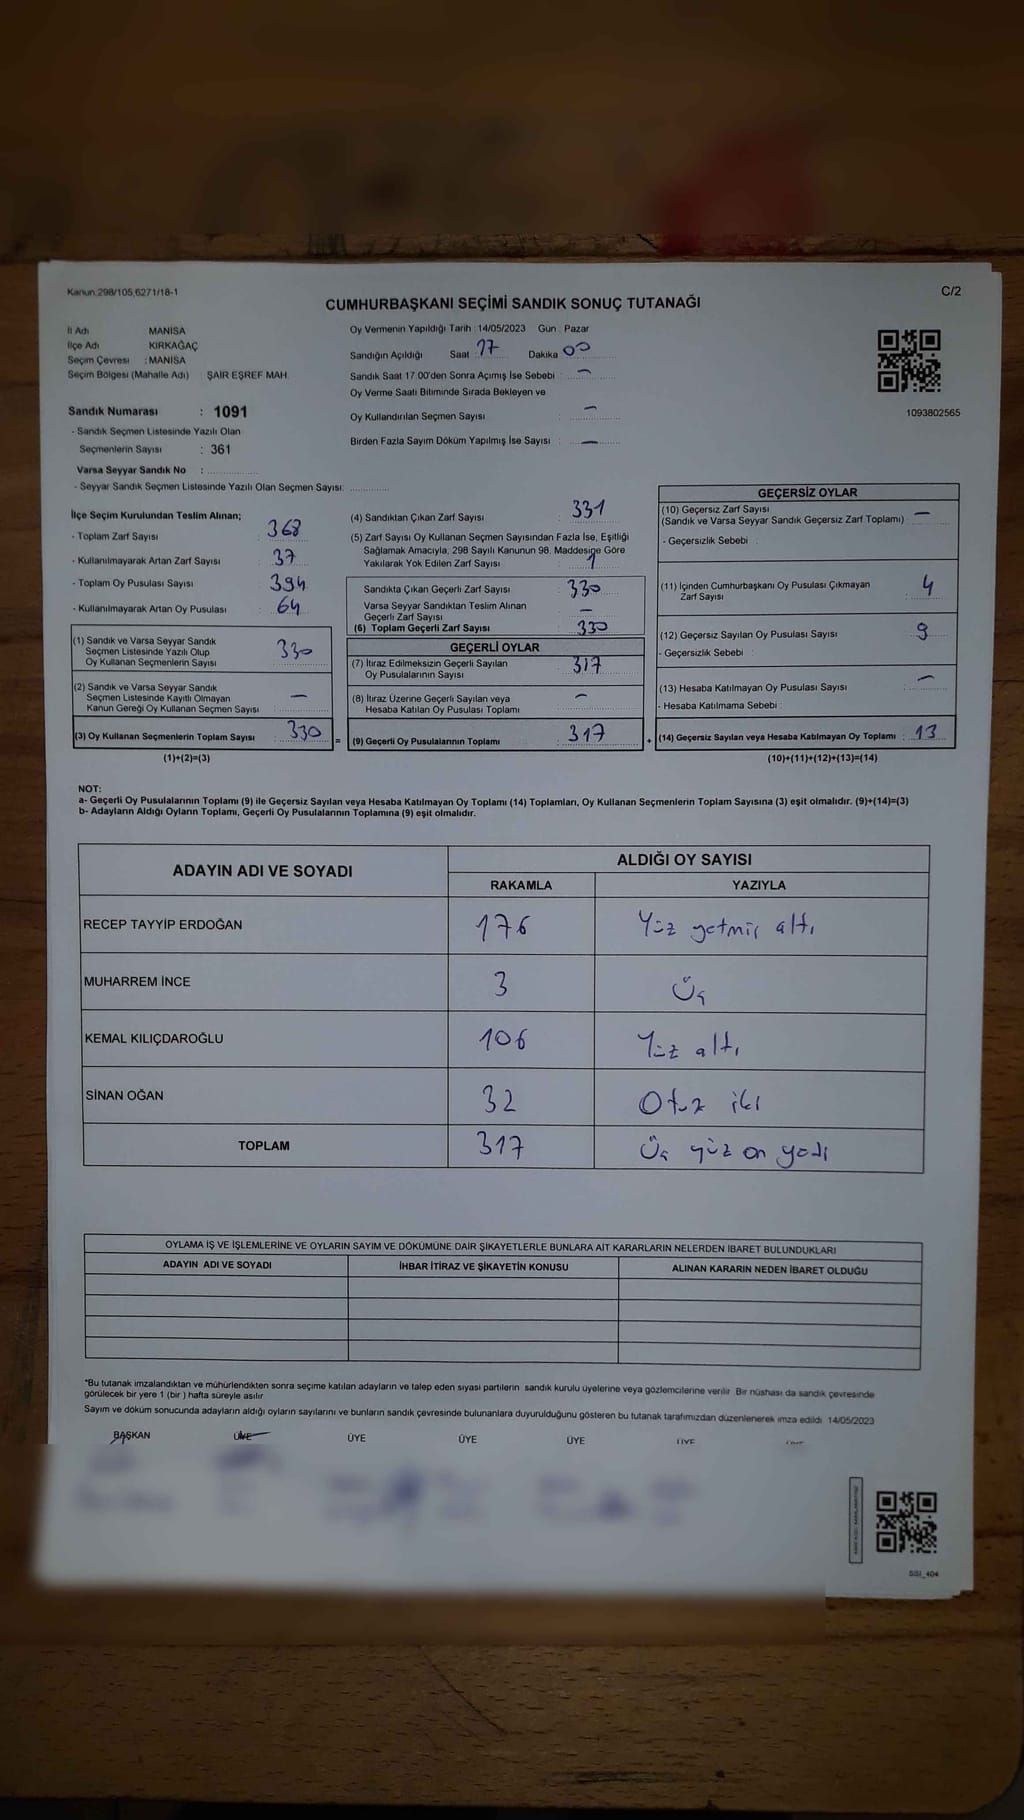 Kanun:298/105,6271/18-1
C/2
CUMHURBAŞKANI SEÇİMİ SANDIK SONUÇ TUTANAĞI
İl Adı MANİSA
İlçe Adı KIRKAĞAÇ
Seçim Çevresi : MANİSA
Seçim Bölgesi (Mahalle Adı) : ŞAİR EŞREF MAH.
Sandık Numarası : 1091
- Sandık Seçmen Listesinde Yazılı Olan
Seçmenlerin Sayısı : 361
Varsa Seyyar Sandık No :
- Seyyar Sandık Seçmen Listesinde Yazılı Olan Seçmen Sayısı:
Oy Vermenin Yapıldığı Tarih : 14/05/2023 Gün : Pazar
Sandığın Açıldığı Saat : 17 Dakika : 00
Sandık Saat 17:00'den Sonra Açımış İse Sebebi : –
Oy Verme Saati Bitiminde Sırada Bekleyen ve
Oy Kullandırılan Seçmen Sayısı : –
Birden Fazla Sayım Döküm Yapılmış İse Sayısı : –
1093802565
İlçe Seçim Kurulundan Teslim Alınan;
- Toplam Zarf Sayısı : 368
- Kullanılmayarak Artan Zarf Sayısı : 37
- Toplam Oy Pusulası Sayısı : 394
- Kullanılmayarak Artan Oy Pusulası : 64
(1) Sandık ve Varsa Seyyar Sandık
Seçmen Listesinde Yazılı Olup
Oy Kullanan Seçmenlerin Sayısı : 330
(2) Sandık ve Varsa Seyyar Sandık
Seçmen Listesinde Kayıtlı Olmayan
Kanun Gereği Oy Kullanan Seçmen Sayısı : –
(3) Oy Kullanan Seçmenlerin Toplam Sayısı : 330
(1)+(2)=(3)
(4) Sandıktan Çıkan Zarf Sayısı : 331
(5) Zarf Sayısı Oy Kullanan Seçmen Sayısından Fazla İse, Eşitliği
Sağlamak Amacıyla, 298 Sayılı Kanunun 98. Maddesine Göre
Yakılarak Yok Edilen Zarf Sayısı : 1
Sandıkta Çıkan Geçerli Zarf Sayısı : 330
Varsa Seyyar Sandıktan Teslim Alınan
Geçerli Zarf Sayısı : –
(6) Toplam Geçerli Zarf Sayısı : 330
GEÇERLİ OYLAR
(7) İtiraz Edilmeksizin Geçerli Sayılan
Oy Pusulalarının Sayısı : 317
(8) İtiraz Üzerine Geçerli Sayılan veya
Hesaba Katılan Oy Pusulası Toplamı : –
= (9) Geçerli Oy Pusulalarının Toplamı : 317
GEÇERSİZ OYLAR
(10) Geçersiz Zarf Sayısı
(Sandık ve Varsa Seyyar Sandık Geçersiz Zarf Toplamı) : –
- Geçersizlik Sebebi :
(11) İçinden Cumhurbaşkanı Oy Pusulası Çıkmayan
Zarf Sayısı : 4
(12) Geçersiz Sayılan Oy Pusulası Sayısı : 9
- Geçersizlik Sebebi :
(13) Hesaba Katılmayan Oy Pusulası Sayısı : –
- Hesaba Katılmama Sebebi :
+ (14) Geçersiz Sayılan veya Hesaba Katılmayan Oy Toplamı : 13
(10)+(11)+(12)+(13)=(14)
NOT:
a- Geçerli Oy Pusulalarının Toplamı (9) ile Geçersiz Sayılan veya Hesaba Katılmayan Oy Toplamı (14) Toplamları, Oy Kullanan Seçmenlerin Toplam Sayısına (3) eşit olmalıdır. (9)+(14)=(3)
b- Adayların Aldığı Oyların Toplamı, Geçerli Oy Pusulalarının Toplamına (9) eşit olmalıdır.
ADAYIN ADI VE SOYADI ALDIĞI OY SAYISI
RAKAMLA YAZIYLA
RECEP TAYYİP ERDOĞAN 176 Yüz yetmiş altı
MUHARREM İNCE 3 Üç
KEMAL KILIÇDAROĞLU 106 Yüz altı
SİNAN OĞAN 32 Otuz iki
TOPLAM 317 Üç yüz on yedi
OYLAMA İŞ VE İŞLEMLERİNE VE OYLARIN SAYIM VE DÖKÜMÜNE DAİR ŞİKAYETLERLE BUNLARA AİT KARARLARIN NELERDEN İBARET BULUNDUKLARI
ADAYIN ADI VE SOYADI İHBAR İTİRAZ VE ŞİKAYETİN KONUSU ALINAN KARARIN NEDEN İBARET OLDUĞU
*Bu tutanak imzalandıktan ve mühürlendikten sonra seçime katılan adayların ve talep eden siyasi partilerin sandık kurulu üyelerine veya gözlemcilerine verilir. Bir nüshası da sandık çevresinde
görülecek bir yere 1 (bir ) hafta süreyle asılır.
Sayım ve döküm sonucunda adayların aldığı oyların sayılarını ve bunların sandık çevresinde bulunanlara duyurulduğunu gösteren bu tutanak tarafımızdan düzenlenerek imza edildi. 14/05/2023
BAŞKAN ÜYE ÜYE ÜYE ÜYE ÜYE
SSI_404